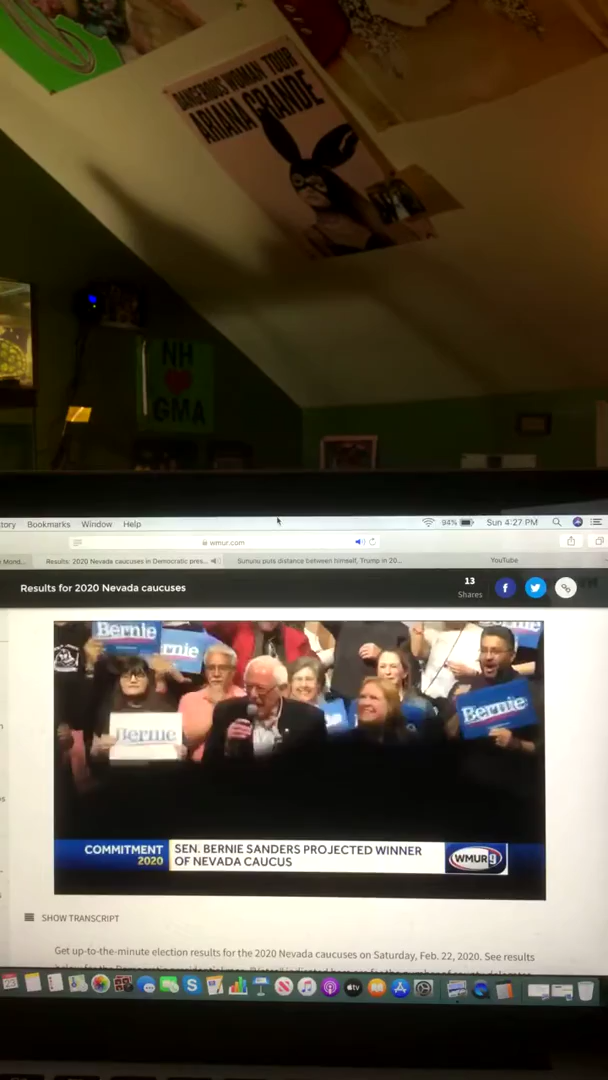 DANGEROUS WOMAN TOUR
ARIANA GRANDE
NH
GMA
tory Bookmarks Window Help 94% Sun 4:27 PM
wmur.com
Mond... Results: 2020 Nevada caucuses in Democratic pres... Sununu puts distance between himself, Trump in 20... YouTube
Results for 2020 Nevada caucuses
13
Shares
Bernie
rnie
Bernie
Bernie
COMMITMENT
2020
SEN. BERNIE SANDERS PROJECTED WINNER
OF NEVADA CAUCUS
WMUR 9
SHOW TRANSCRIPT
Get up-to-the-minute election results for the 2020 Nevada caucuses on Saturday, Feb. 22, 2020. See results